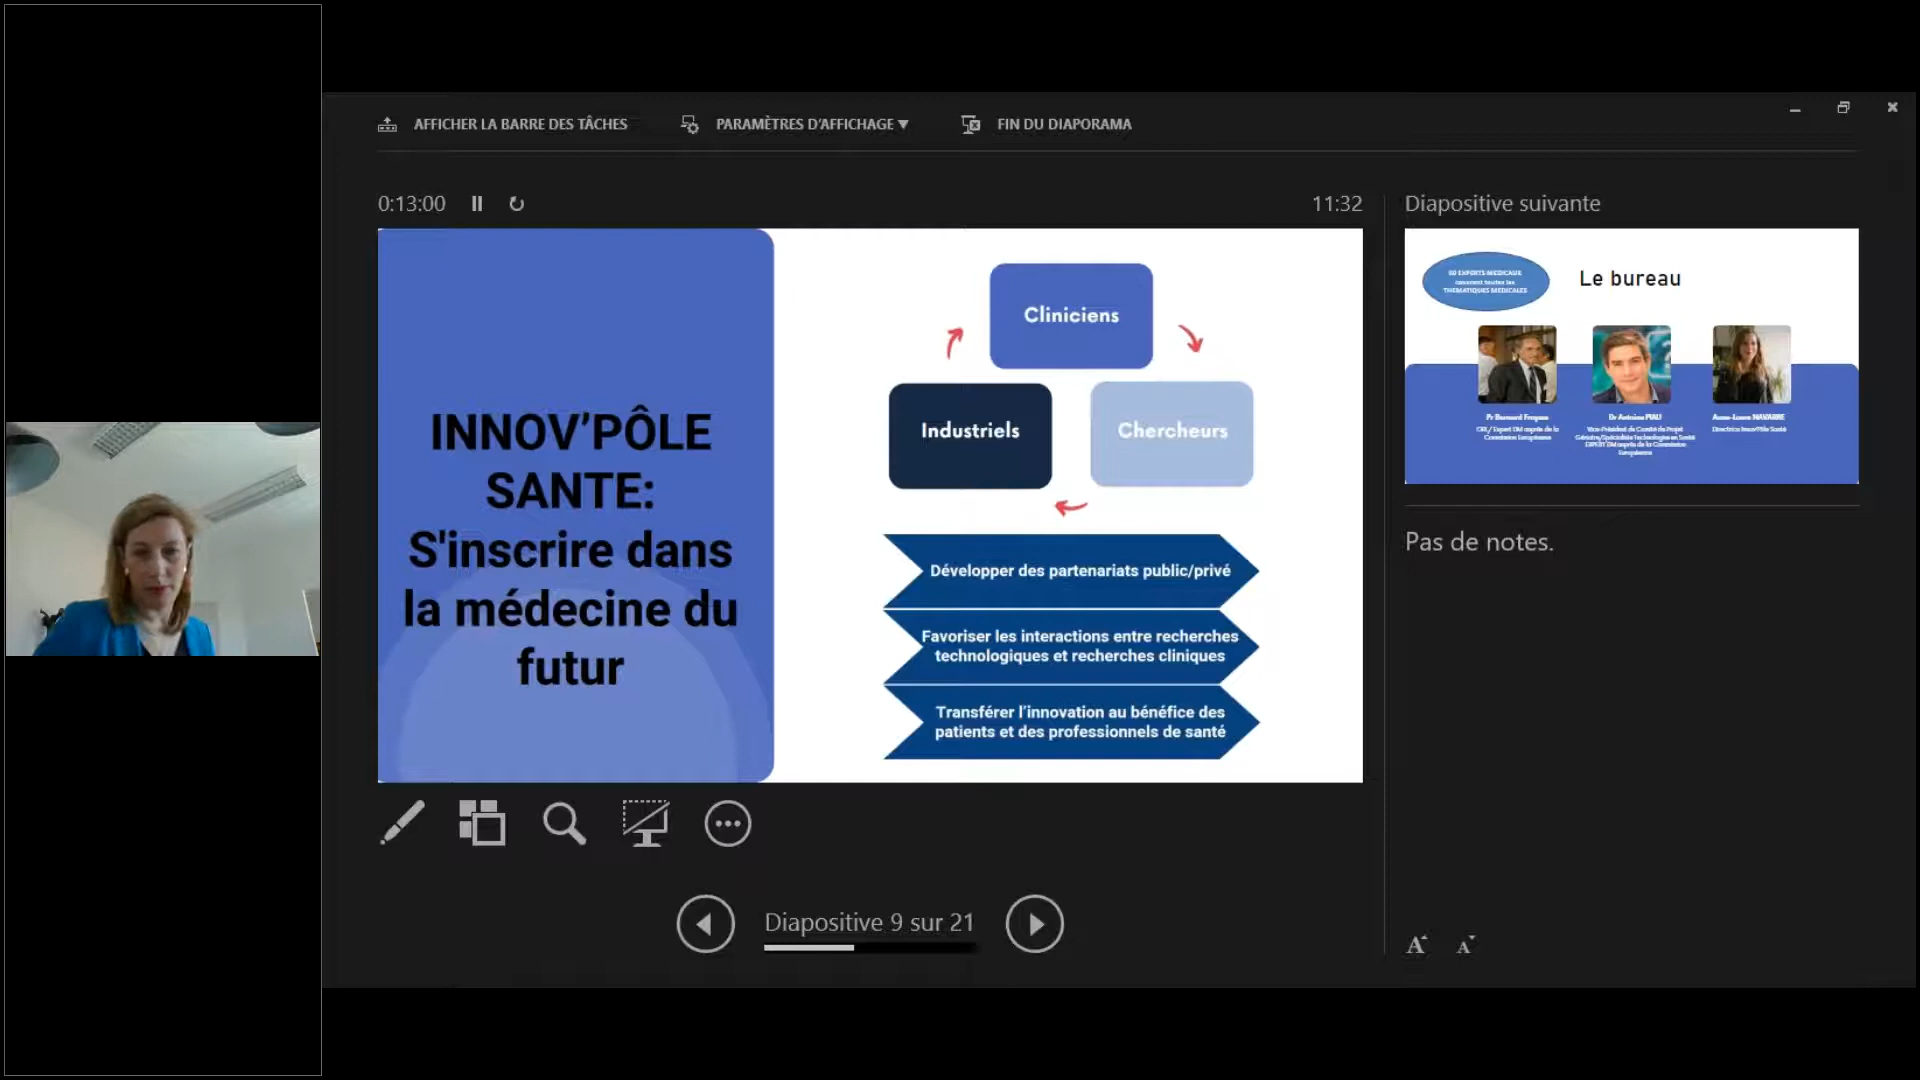 AFFICHER LA BARRE DES TÂCHES
PARAMÈTRES D'AFFICHAGE
FIN DU DIAPORAMA
0:13:00
11:32
INNOV'PÔLE
SANTE:
S'inscrire dans
la médecine du
futur
Cliniciens
Industriels
Chercheurs
Développer des partenariats public/privé
Favoriser les interactions entre recherches
technologiques et recherches cliniques
Transférer l'innovation au bénéfice des
patients et des professionnels de santé
Diapositive 9 sur 21
Diapositive suivante
Le bureau
THEMATIQUES MEDICALES
Pas de notes.